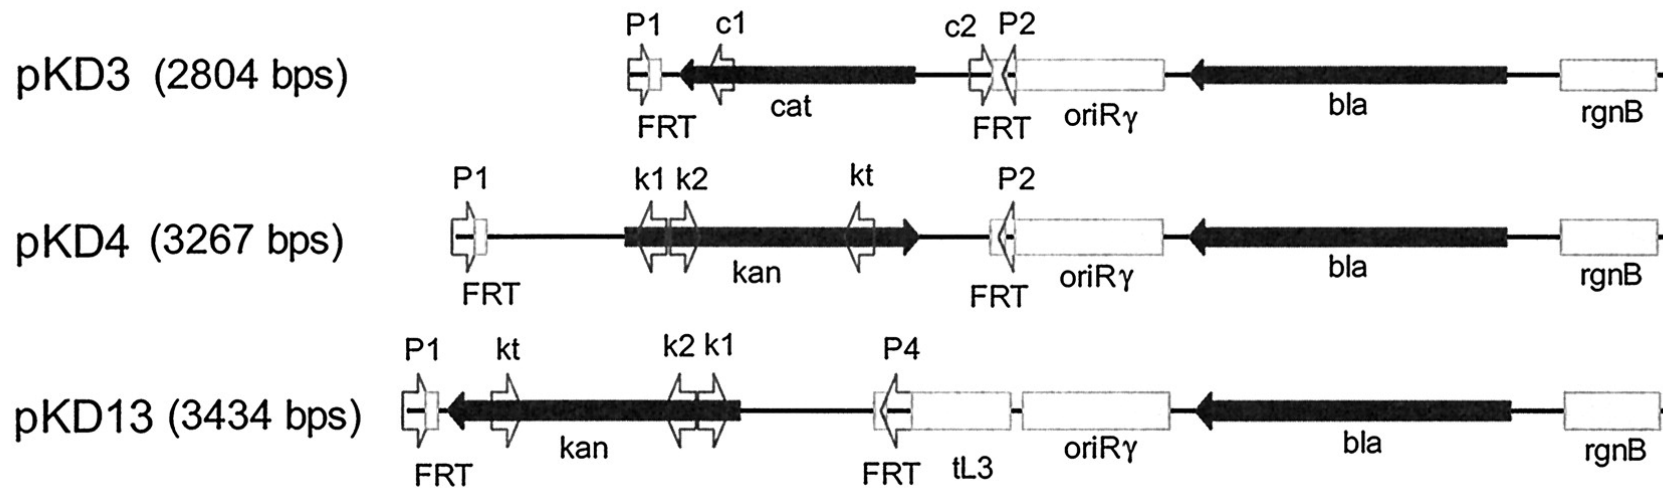 P1 c1 c2 P2
pKD3 (2804 bps)
cat oriRγ bla rgnB
FRT FRT
P1 k1 k2 kt P2
pKD4 (3267 bps)
kan oriRγ bla rgnB
FRT FRT
P1 kt k2 k1 P4
pKD13 (3434 bps)
kan oriRγ bla rgnB
FRT FRT tL3